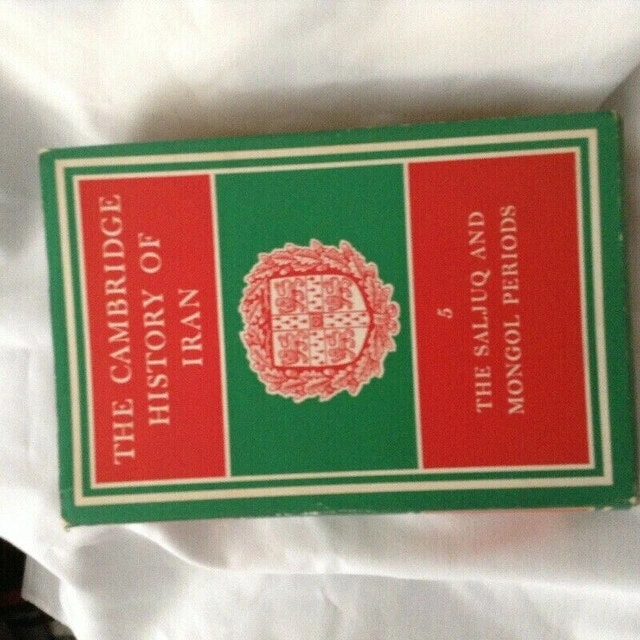 THE CAMBRIDGE
HISTORY OF
IRAN
5
THE SALJUQ AND
MONGOL PERIODS